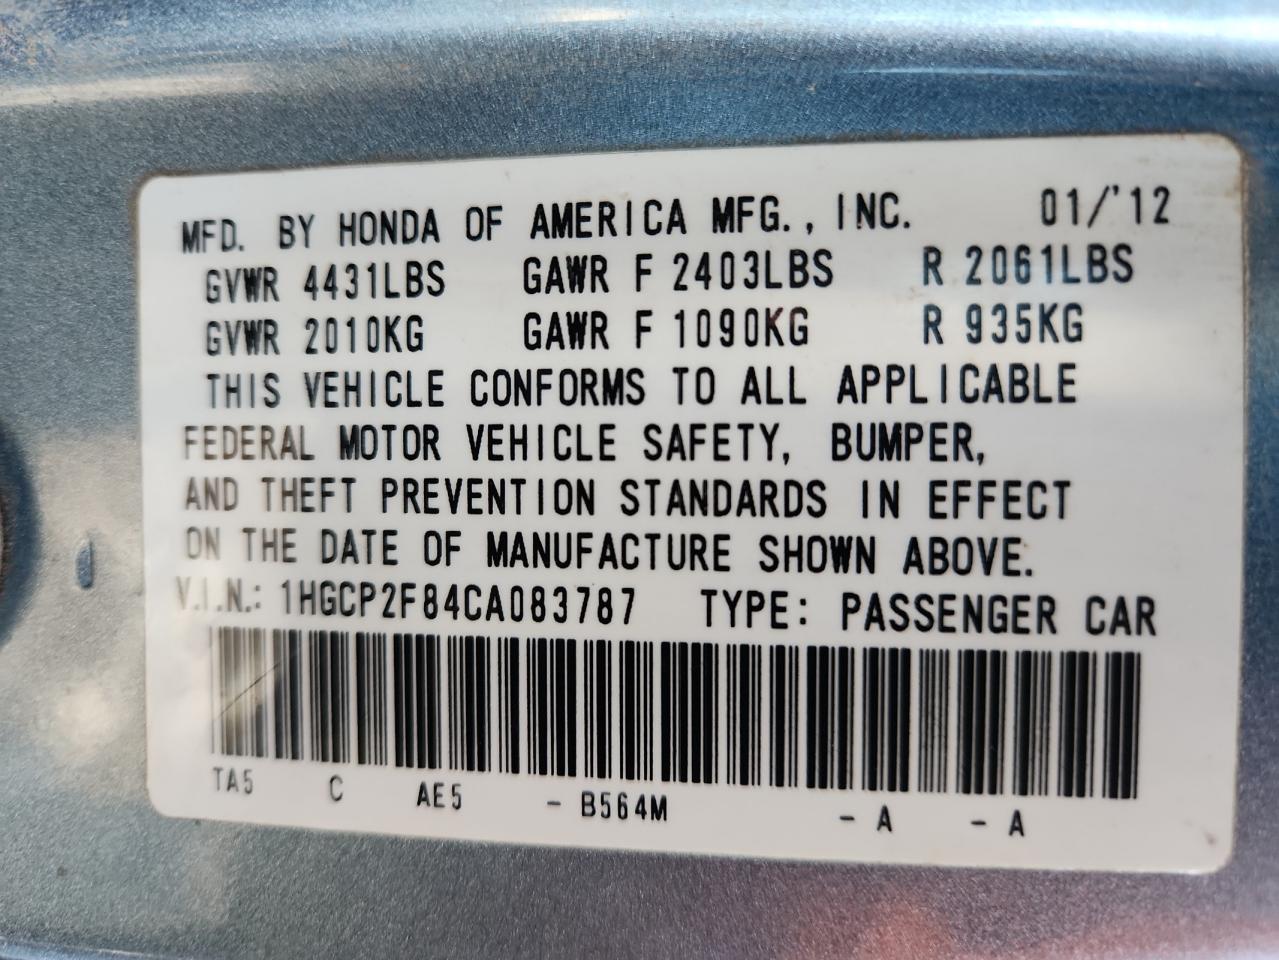 MFD. BY HONDA OF AMERICA MFG., INC. 01/'12
GVWR 4431LBS GAWR F 2403LBS R 2061LBS
GVWR 2010KG GAWR F 1090KG R 935KG
THIS VEHICLE CONFORMS TO ALL APPLICABLE
FEDERAL MOTOR VEHICLE SAFETY, BUMPER,
AND THEFT PREVENTION STANDARDS IN EFFECT
ON THE DATE OF MANUFACTURE SHOWN ABOVE.
V.I.N.: 1HGCP2F84CA083787 TYPE: PASSENGER CAR
TA5 C AE5 - B564M - A - A